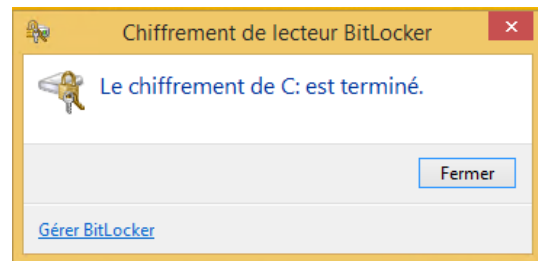 Chiffrement de lecteur BitLocker
Le chiffrement de C: est terminé.
Fermer
Gérer BitLocker